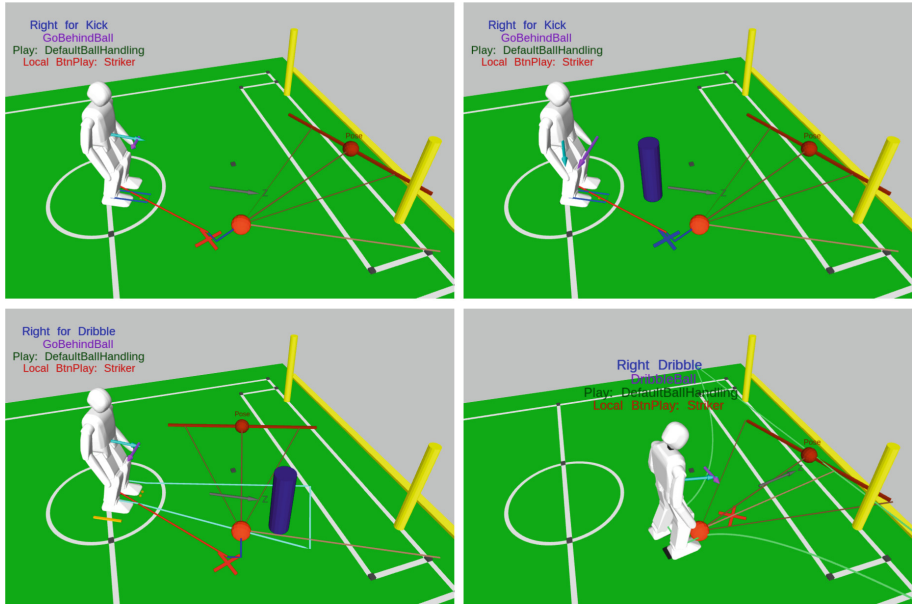 Right for Kick
GoBehindBall
Play: DefaultBallHandling
Local BtnPlay: Striker
Pose
Z
Right for Kick
GoBehindBall
Play: DefaultBallHandling
Local BtnPlay: Striker
Pose
Z
Right for Dribble
GoBehindBall
Play: DefaultBallHandling
Local BtnPlay: Striker
Pose
Z
Right Dribble
DribbleBall
Play: DefaultBallHandling
Local BtnPlay: Striker
Pose
Z